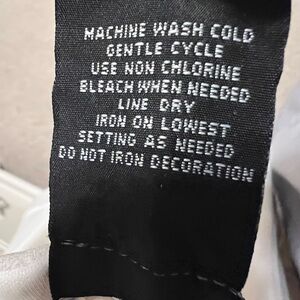 MACHINE WASH COLD
GENTLE CYCLE
USE NON CHLORINE
BLEACH WHEN NEEDED
LINE DRY
IRON ON LOWEST
SETTING AS NEEDED
DO NOT IRON DECORATION